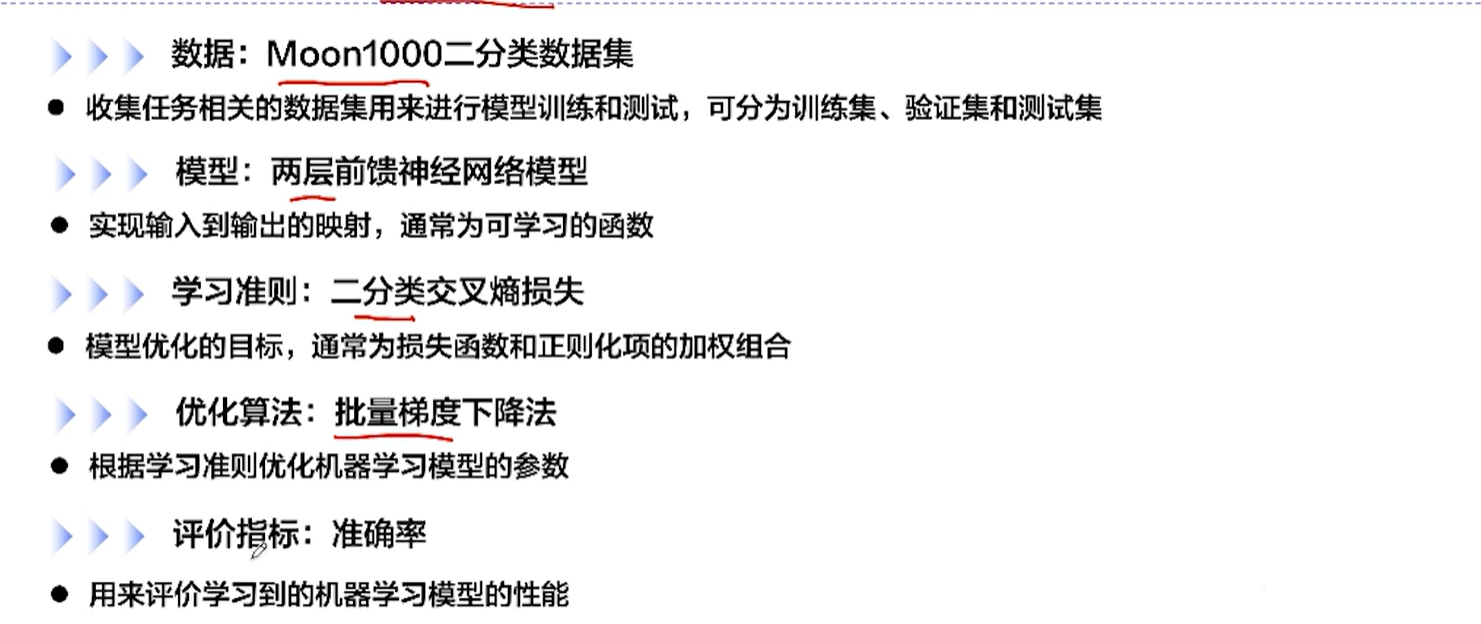 数据：Moon1000二分类数据集
收集任务相关的数据集用来进行模型训练和测试，可分为训练集、验证集和测试集
模型：两层前馈神经网络模型
实现输入到输出的映射，通常为可学习的函数
学习准则：二分类交叉熵损失
模型优化的目标，通常为损失函数和正则化项的加权组合
优化算法：批量梯度下降法
根据学习准则优化机器学习模型的参数
评价指标：准确率
用来评价学习到的机器学习模型的性能